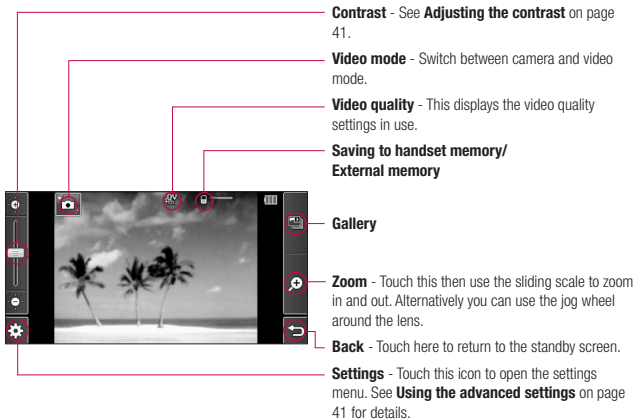 Contrast - See Adjusting the contrast on page
41.
Video mode - Switch between camera and video
mode.
Video quality - This displays the video quality
settings in use.
Saving to handset memory/
External memory
Gallery
Zoom - Touch this then use the sliding scale to zoom
in and out. Alternatively you can use the jog wheel
around the lens.
Back - Touch here to return to the standby screen.
Settings - Touch this icon to open the settings
menu. See Using the advanced settings on page
41 for details.